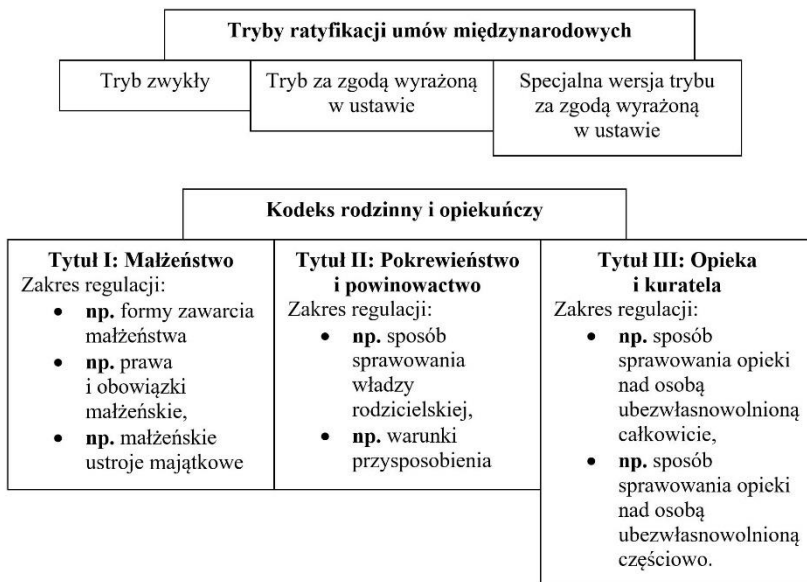 Tryby ratyfikacji umów międzynarodowych
Tryb zwykły
Tryb za zgodą wyrażoną
w ustawie
Specjalna wersja trybu
za zgodą wyrażoną
w ustawie
Kodeks rodzinny i opiekuńczy
Tytuł I: Małżeństwo
Zakres regulacji:
• np. formy zawarcia
małżeństwa
• np. prawa
i obowiązki
małżeńskie,
• np. małżeńskie
ustroje majątkowe
Tytuł II: Pokrewieństwo
i powinowactwo
Zakres regulacji:
• np. sposób
sprawowania
władzy
rodzicielskiej,
• np. warunki
przysposobienia
Tytuł III: Opieka
i kuratela
Zakres regulacji:
• np. sposób
sprawowania opieki
nad osobą
ubezwłasnowolnioną
całkowicie,
• np. sposób
sprawowania opieki
nad osobą
ubezwłasnowolnioną
częściowo.